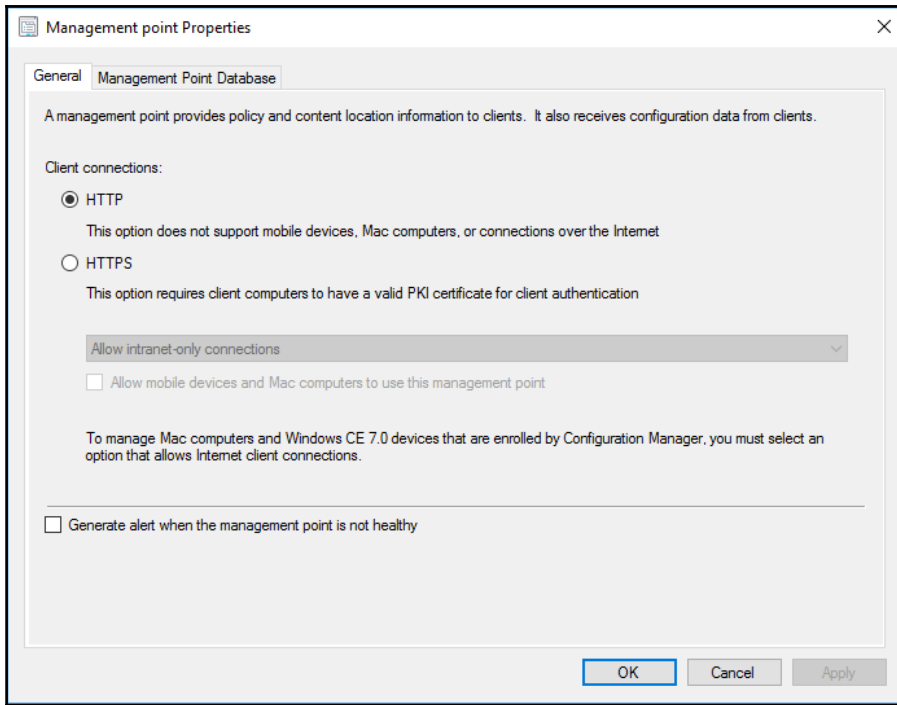 Management point Properties
General
Management Point Database
A management point provides policy and content location information to clients. It also receives configuration data from clients.
Client connections:
HTTP
This option does not support mobile devices, Mac computers, or connections over the Internet
HTTPS
This option requires client computers to have a valid PKI certificate for client authentication
Allow intranet-only connections
Allow mobile devices and Mac computers to use this management point
To manage Mac computers and Windows CE 7.0 devices that are enrolled by Configuration Manager, you must select an
option that allows Internet client connections.
Generate alert when the management point is not healthy
OK
Cancel
Apply